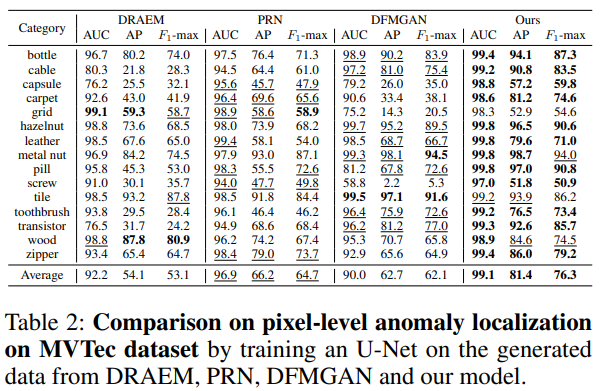 Category DRAEM PRN DFMGAN Ours
AUC AP F1-max AUC AP F1-max AUC AP F1-max AUC AP F1-max
bottle 96.7 80.2 74.0 97.5 76.4 71.3 98.9 90.2 83.9 99.4 94.1 87.3
cable 80.3 21.8 28.3 94.5 64.4 61.0 97.2 81.0 75.4 99.2 90.8 83.5
capsule 76.2 25.5 32.1 95.6 45.7 47.9 79.2 26.0 35.0 98.8 57.2 59.8
carpet 92.6 43.0 41.9 96.4 69.6 65.6 90.6 33.4 38.1 98.6 81.2 74.6
grid 99.1 59.3 58.7 98.9 58.6 58.9 75.2 14.3 20.5 98.3 52.9 54.6
hazelnut 98.8 73.6 68.5 98.0 73.9 68.2 99.7 95.2 89.5 99.8 96.5 90.6
leather 98.5 67.6 65.0 99.4 58.1 54.0 98.5 68.7 66.7 99.8 79.6 71.0
metal nut 96.9 84.2 74.5 97.9 93.0 87.1 99.3 98.1 94.5 99.8 98.7 94.0
pill 95.8 45.3 53.0 98.3 55.5 72.6 81.2 67.8 72.6 99.8 97.0 90.8
screw 91.0 30.1 35.7 94.0 47.7 49.8 58.8 2.2 5.3 97.0 51.8 50.9
tile 98.5 93.2 87.8 98.5 91.8 84.4 99.5 97.1 91.6 99.2 93.9 86.2
toothbrush 93.8 29.5 28.4 96.1 46.4 46.2 96.4 75.9 72.6 99.2 76.5 73.4
transistor 76.5 31.7 24.2 94.9 68.6 68.4 96.2 81.2 77.0 99.3 92.6 85.7
wood 98.8 87.8 80.9 96.2 74.2 67.4 95.3 70.7 65.8 98.9 84.6 74.5
zipper 93.4 65.4 64.7 98.4 79.0 73.7 92.9 65.6 64.9 99.4 86.0 79.2
Average 92.2 54.1 53.1 96.9 66.2 64.7 90.0 62.7 62.1 99.1 81.4 76.3
Table 2: Comparison on pixel-level anomaly localization
on MVTec dataset by training an U-Net on the generated
data from DRAEM, PRN, DFMGAN and our model.